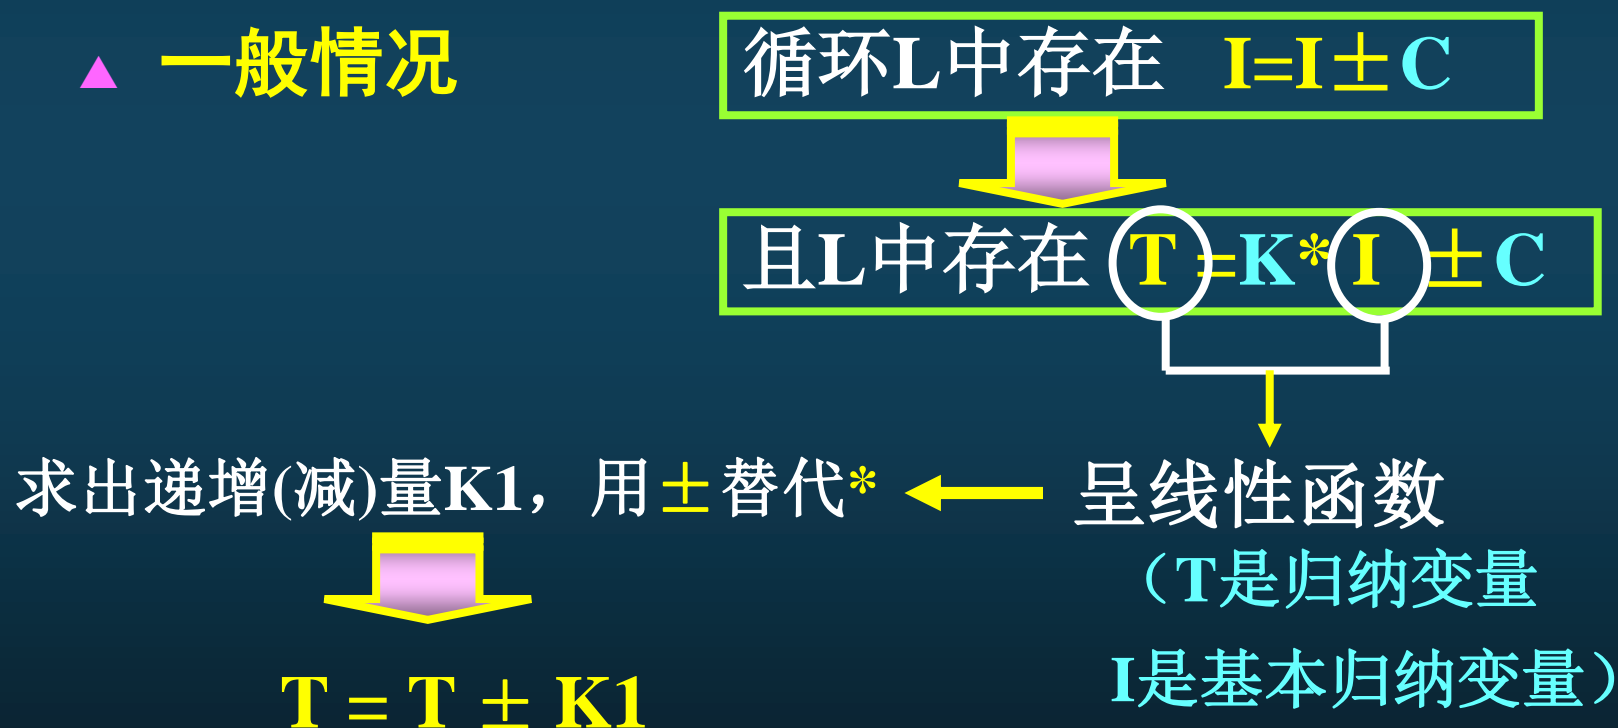 一般情况
循环L中存在 I=I±C
且L中存在 T=K*I ±C
求出递增(减)量K1，用±替代*
呈线性函数
（T是归纳变量
I是基本归纳变量）
T = T ± K1